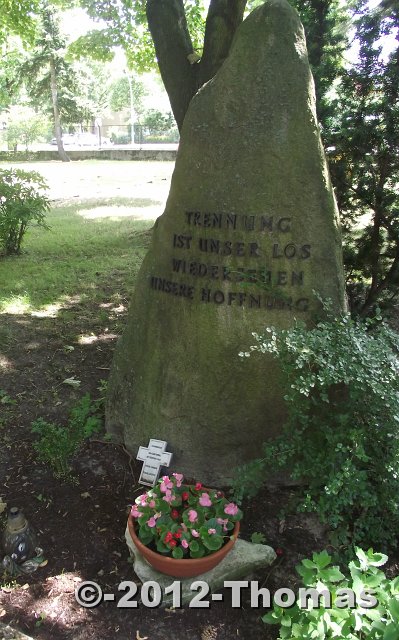 TRENNUNG
IST UNSER LOS
WIEDERSEHEN
UNSERE HOFFNUNG
©-2012-Thomas